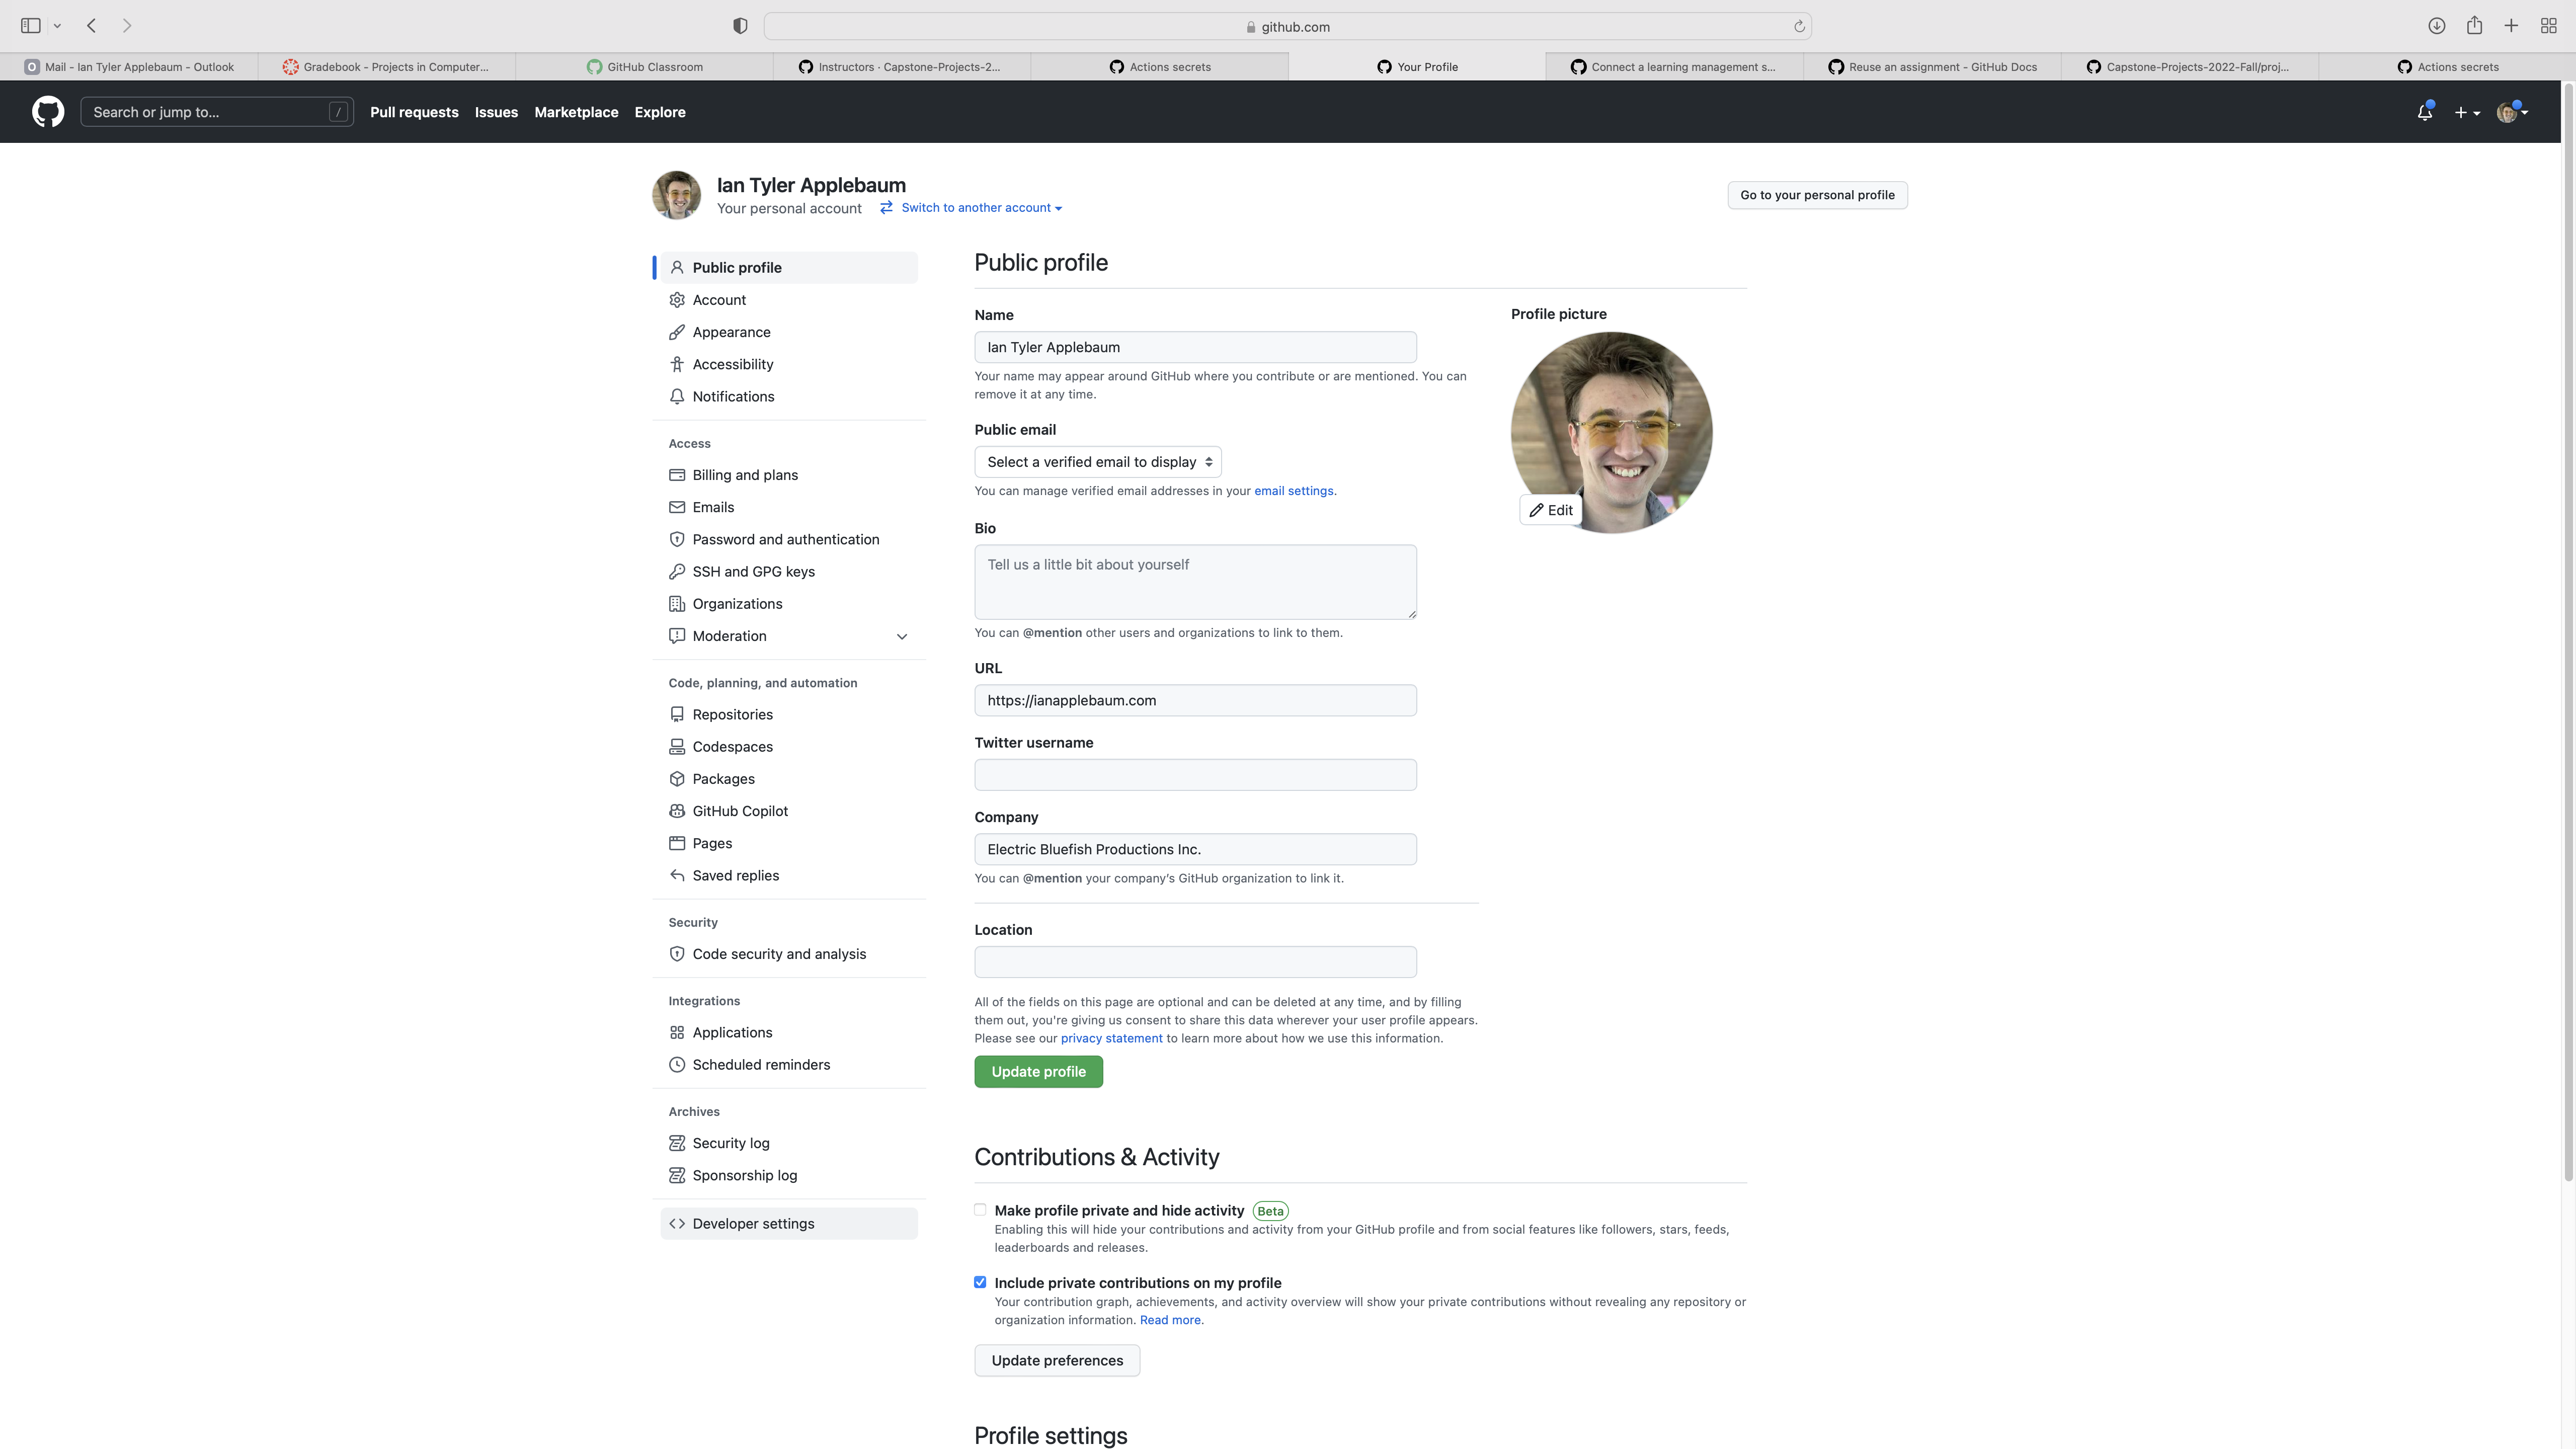 github.com
Mail - Ian Tyler Applebaum - Outlook
Gradebook - Projects in Computer...
GitHub Classroom
Instructors · Capstone-Projects-2...
Actions secrets
Your Profile
Connect a learning management s...
Reuse an assignment - GitHub Docs
Capstone-Projects-2022-Fall/proj...
Actions secrets
Search or jump to...
/
Pull requests
Issues
Marketplace
Explore
Ian Tyler Applebaum
Your personal account
Switch to another account
Go to your personal profile
Public profile
Account
Appearance
Accessibility
Notifications
Access
Billing and plans
Emails
Password and authentication
SSH and GPG keys
Organizations
Moderation
Code, planning, and automation
Repositories
Codespaces
Packages
GitHub Copilot
Pages
Saved replies
Security
Code security and analysis
Integrations
Applications
Scheduled reminders
Archives
Security log
Sponsorship log
Developer settings
Public profile
Name
Ian Tyler Applebaum
Your name may appear around GitHub where you contribute or are mentioned. You can
remove it at any time.
Public email
Select a verified email to display
You can manage verified email addresses in your email settings.
Bio
Tell us a little bit about yourself
You can @mention other users and organizations to link to them.
URL
https://ianapplebaum.com
Twitter username
Company
Electric Bluefish Productions Inc.
You can @mention your company's GitHub organization to link it.
Location
All of the fields on this page are optional and can be deleted at any time, and by filling
them out, you're giving us consent to share this data wherever your user profile appears.
Please see our privacy statement to learn more about how we use this information.
Update profile
Profile picture
Edit
Contributions & Activity
Make profile private and hide activity Beta
Enabling this will hide your contributions and activity from your GitHub profile and from social features like followers, stars, feeds,
leaderboards and releases.
Include private contributions on my profile
Your contribution graph, achievements, and activity overview will show your private contributions without revealing any repository or
organization information. Read more.
Update preferences
Profile settings